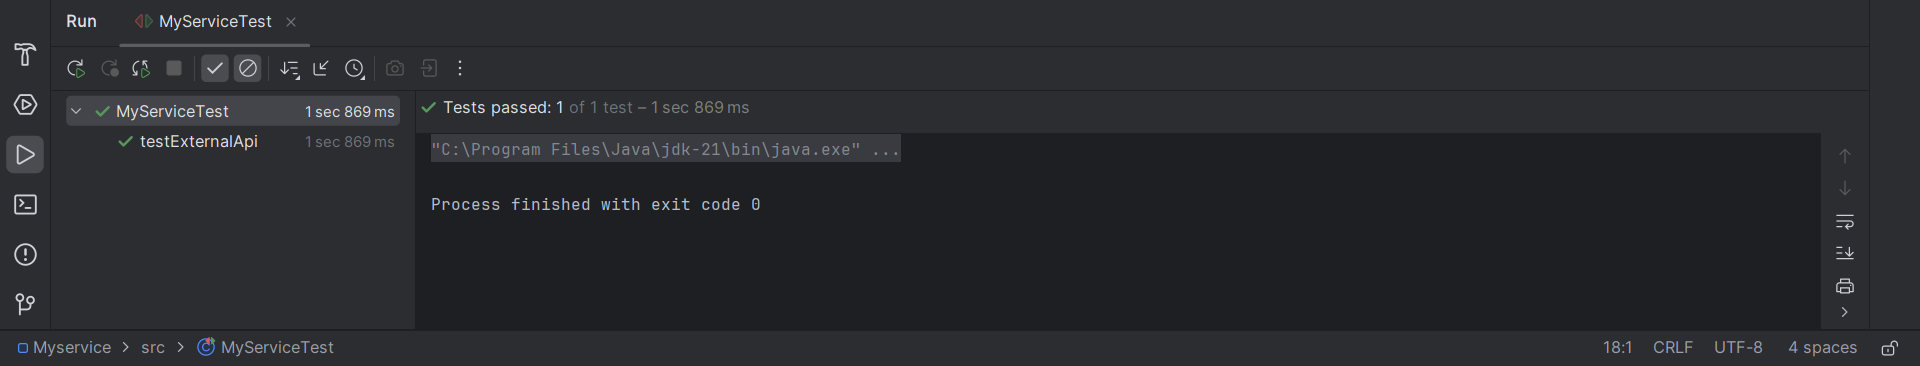 Run MyServiceTest
MyServiceTest 1 sec 869 ms
testExternalApi 1 sec 869 ms
Tests passed: 1 of 1 test – 1 sec 869 ms
"C:\Program Files\Java\jdk-21\bin\java.exe" ...
Process finished with exit code 0
Myservice > src > MyServiceTest 18:1 CRLF UTF-8 4 spaces